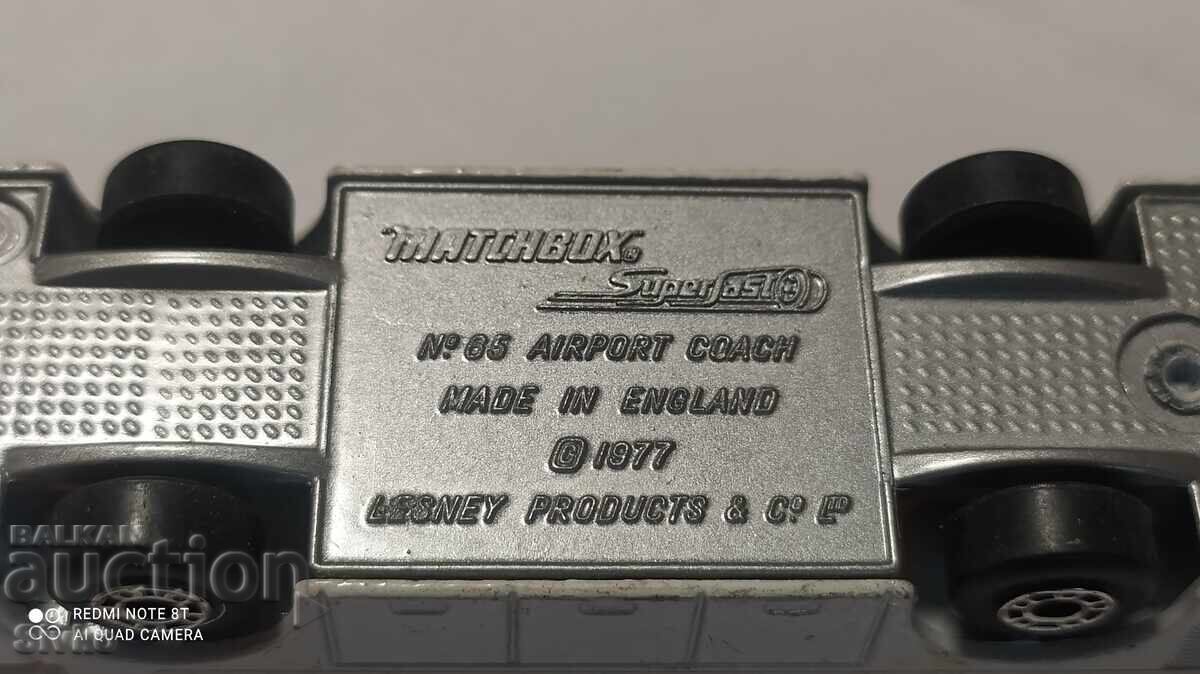 "MATCHBOX"®
Superfast
Nº 65 AIRPORT COACH
MADE IN ENGLAND
© 1977
LESNEY PRODUCTS & Cº LTD
BALKAN
auction
REDMI NOTE 8T
AI QUAD CAMERA